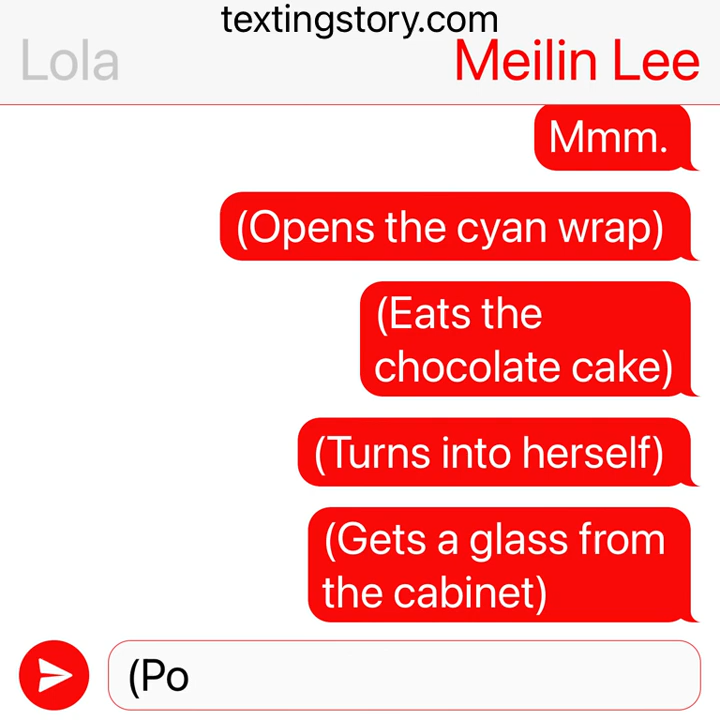 textingstory.com
Lola
Meilin Lee
Mmm.
(Opens the cyan wrap)
(Eats the
chocolate cake)
(Turns into herself)
(Gets a glass from
the cabinet)
(Po